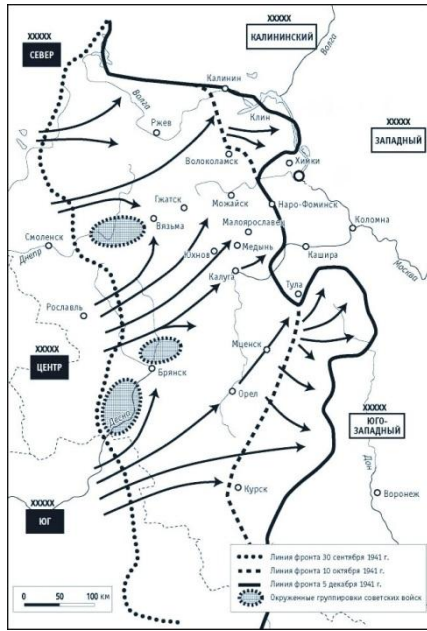 XXXXX
СЕВЕР
XXXXX
КАЛИНИНСКИЙ
Волга
Волга
Калинин
Ржев
Клин
XXXXX
ЗАПАДНЫЙ
Волоколамск
Химки
Гжатск
Можайск
Наро-Фоминск
Вязьма
Малоярославец
Коломна
Смоленск
Днепр
Юхнов
Медынь
Кашира
Москва
Калуга
Тула
Рославль
XXXXX
ЦЕНТР
Мценск
Брянск
Десна
Орел
XXXXX
ЮГО-
ЗАПАДНЫЙ
Дон
XXXXX
ЮГ
Курск
Воронеж
Линия фронта 30 сентября 1941 г.
Линия фронта 10 октября 1941 г.
Линия фронта 5 декабря 1941 г.
Окруженные группировки советских войск
0 50 100 км